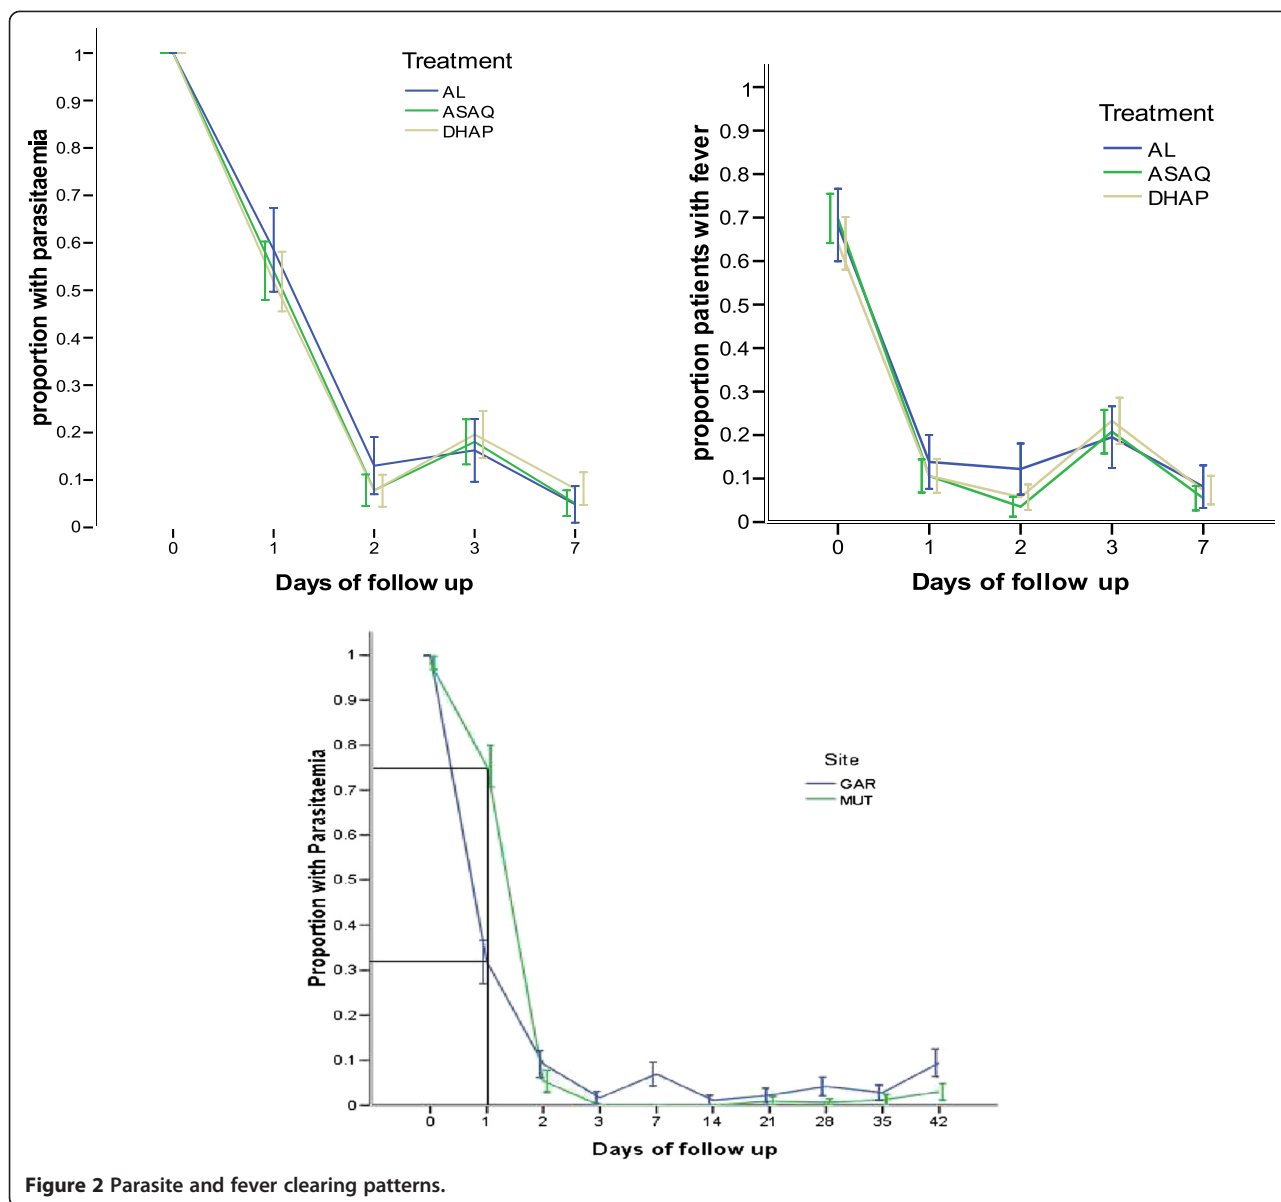 proportion with parasitaemia
1
0.9
0.8
0.7
0.6
0.5
0.4
0.3
0.2
0.1
0
Treatment
AL
ASAQ
DHAP
0 1 2 3 7
Days of follow up
proportion patients with fever
1
0.9
0.8
0.7
0.6
0.5
0.4
0.3
0.2
0.1
0
Treatment
AL
ASAQ
DHAP
0 1 2 3 7
Days of follow up
Proportion with Parasitaemia
1
0.9
0.8
0.7
0.6
0.5
0.4
0.3
0.2
0.1
0
Site
GAR
MUT
0 1 2 3 7 14 21 28 35 42
Days of follow up
Figure 2 Parasite and fever clearing patterns.